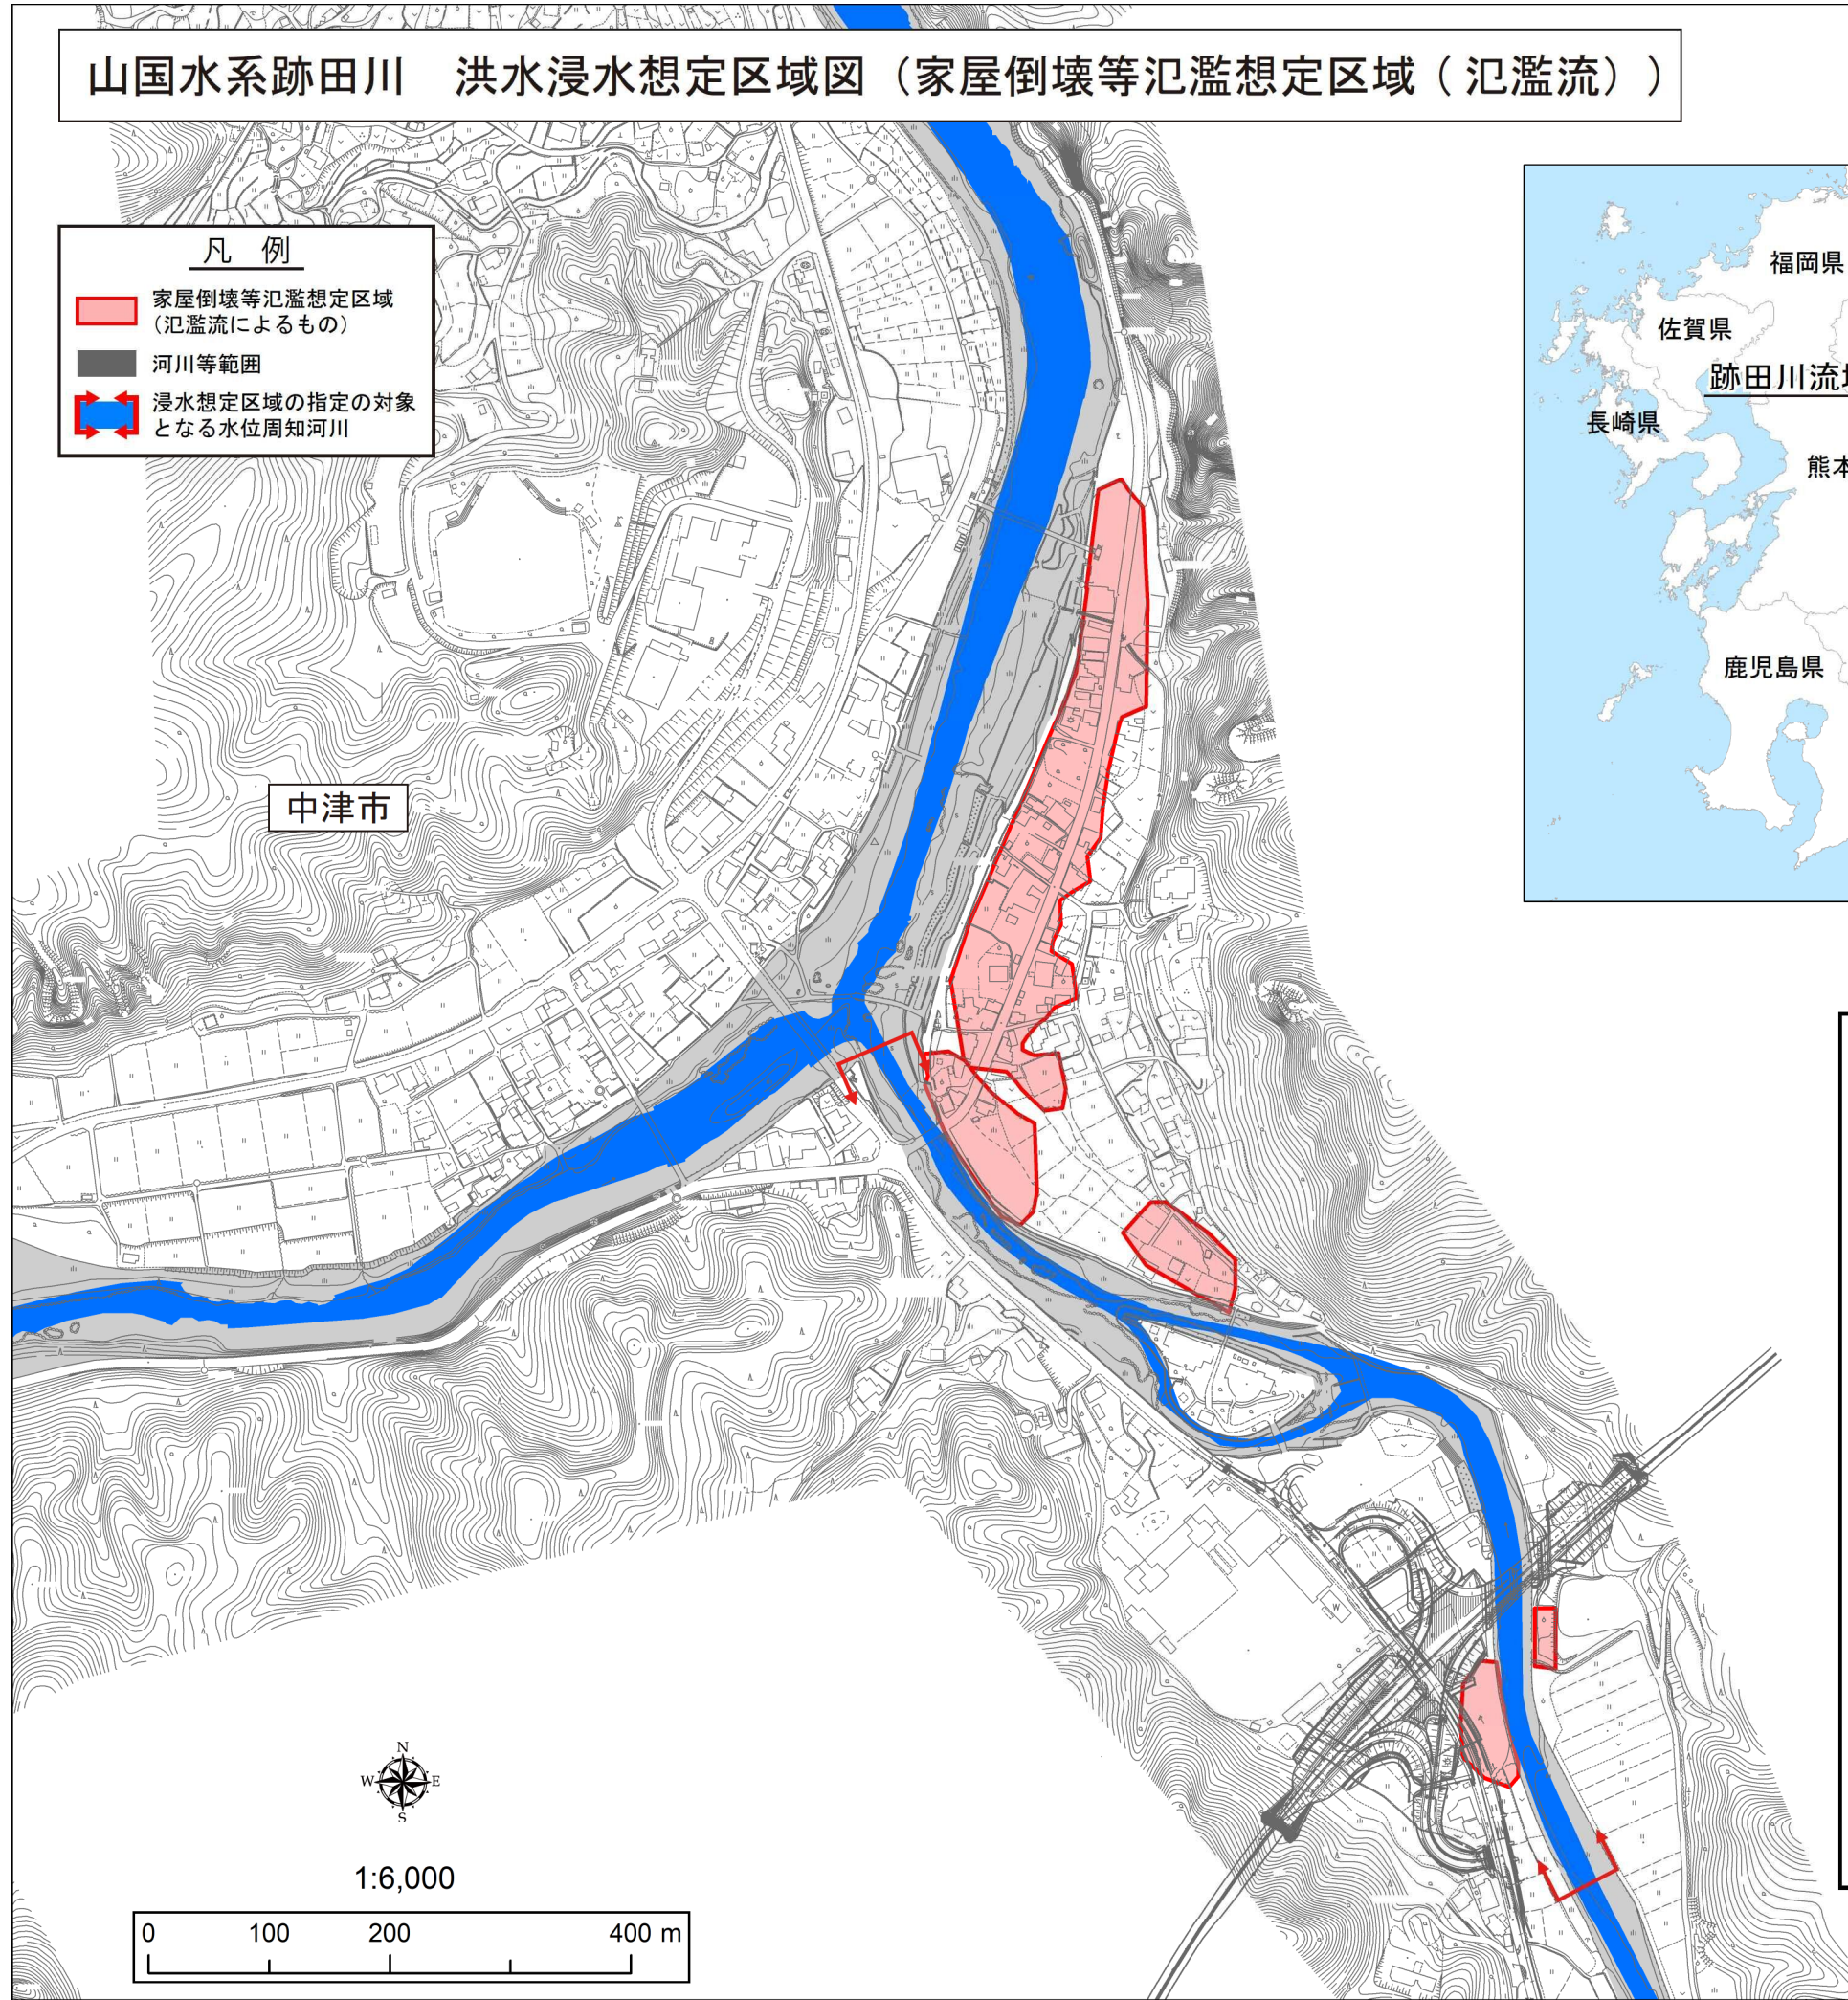 山国水系跡田川　洪水浸水想定区域図（家屋倒壊等氾濫想定区域（氾濫流））
凡　例
家屋倒壊等氾濫想定区域
（氾濫流によるもの）
河川等範囲
浸水想定区域の指定の対象
となる水位周知河川
福岡県
佐賀県
跡田川流
長崎県
熊本
鹿児島県
中津市
N
W E
S
1:6,000
0 100 200 400 m